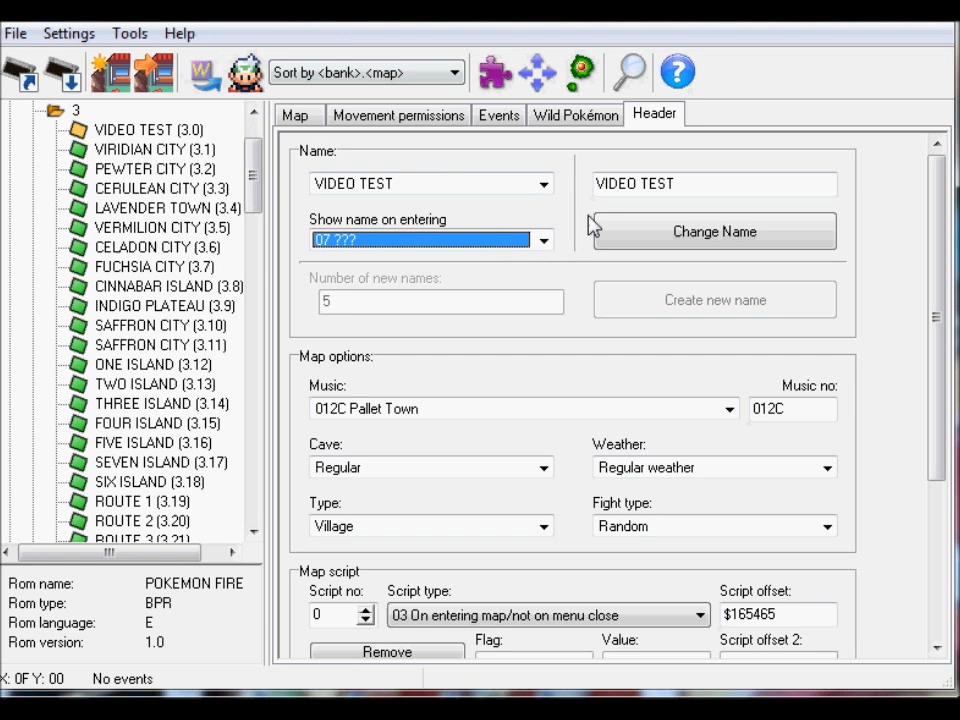 File Settings Tools Help
Sort by <bank>.<map>
3
VIDEO TEST (3.0)
VIRIDIAN CITY (3.1)
PEWTER CITY (3.2)
CERULEAN CITY (3.3)
LAVENDER TOWN (3.4)
VERMILION CITY (3.5)
CELADON CITY (3.6)
FUCHSIA CITY (3.7)
CINNABAR ISLAND (3.8)
INDIGO PLATEAU (3.9)
SAFFRON CITY (3.10)
SAFFRON CITY (3.11)
ONE ISLAND (3.12)
TWO ISLAND (3.13)
THREE ISLAND (3.14)
FOUR ISLAND (3.15)
FIVE ISLAND (3.16)
SEVEN ISLAND (3.17)
SIX ISLAND (3.18)
ROUTE 1 (3.19)
ROUTE 2 (3.20)
ROUTE 3 (3.21)
Rom name: POKEMON FIRE
Rom type: BPR
Rom language: E
Rom version: 1.0
Map Movement permissions Events Wild Pokémon Header
Name:
VIDEO TEST VIDEO TEST
Show name on entering
07 ??? Change Name
Number of new names:
5 Create new name
Map options:
Music: Music no:
012C Pallet Town 012C
Cave: Weather:
Regular Regular weather
Type: Fight type:
Village Random
Map script
Script no: Script type: Script offset:
0 03 On entering map/not on menu close $165465
Remove Flag: Value: Script offset 2:
X: 0F Y: 00 No events